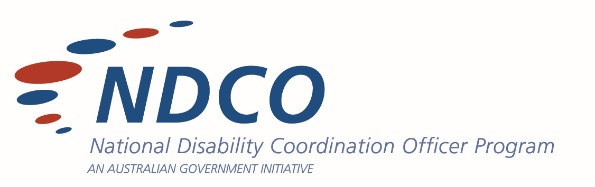 NDCO
National Disability Coordination Officer Program
AN AUSTRALIAN GOVERNMENT INITIATIVE